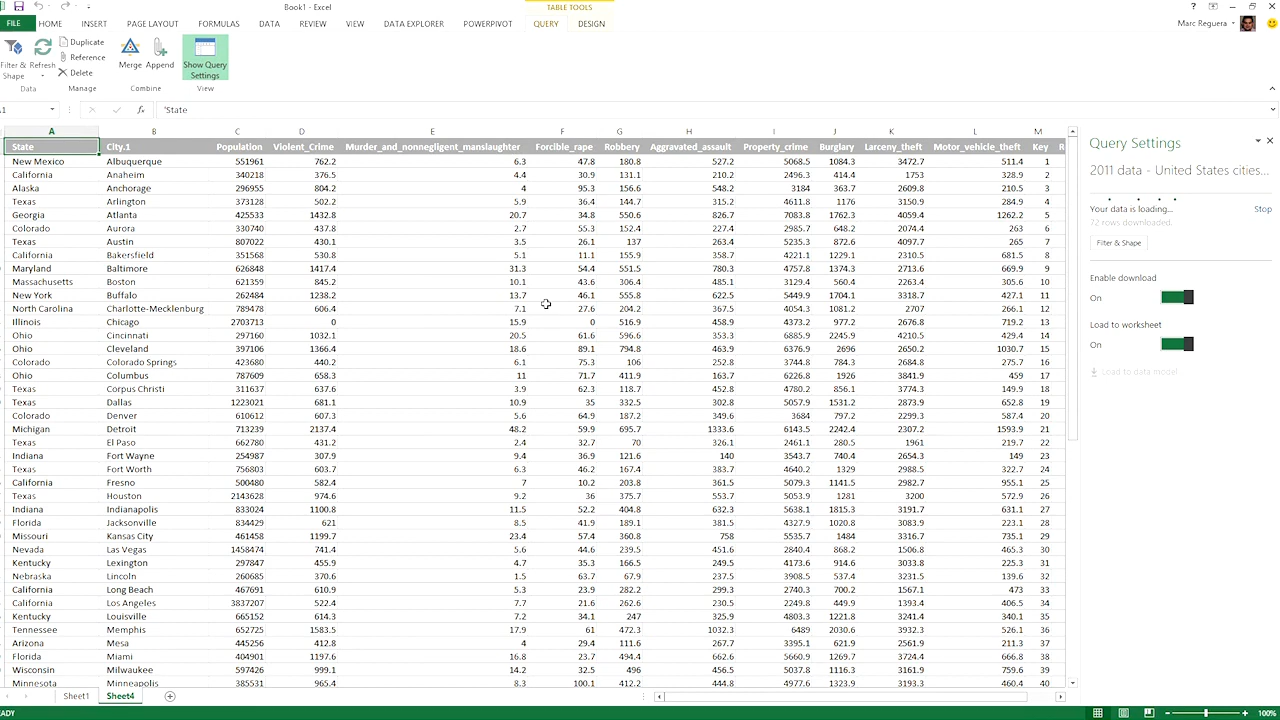 Book1 - Excel
TABLE TOOLS
FILE HOME INSERT PAGE LAYOUT FORMULAS DATA REVIEW VIEW DATA EXPLORER POWERPIVOT QUERY DESIGN
Marc Reguera
Filter & Shape
Refresh
Duplicate
Reference
Delete
Merge
Append
Show Query Settings
Data
Manage
Combine
View
'State
A B C D E F G H I J K L M
State City.1 Population Violent_Crime Murder_and_nonnegligent_manslaughter Forcible_rape Robbery Aggravated_assault Property_crime Burglary Larceny_theft Motor_vehicle_theft Key R
New Mexico Albuquerque 551961 762.2 6.3 47.8 180.8 527.2 5068.5 1084.3 3472.7 511.4 1
California Anaheim 340218 376.5 4.4 30.9 131.1 210.2 2496.3 414.4 1753 328.9 2
Alaska Anchorage 296955 804.2 4 95.3 156.6 548.2 3184 363.7 2609.8 210.5 3
Texas Arlington 373128 502.2 5.9 36.4 144.7 315.2 4611.8 1176 3150.9 284.9 4
Georgia Atlanta 425533 1432.8 20.7 34.8 550.6 826.7 7083.8 1762.3 4059.4 1262.2 5
Colorado Aurora 330740 437.8 2.7 55.3 152.4 227.4 2985.7 648.2 2074.4 263 6
Texas Austin 807022 430.1 3.5 26.1 137 263.4 5235.3 872.6 4097.7 265 7
California Bakersfield 351568 530.8 5.1 11.1 155.9 358.7 4221.1 1229.1 2310.5 681.5 8
Maryland Baltimore 626848 1417.4 31.3 54.4 551.5 780.3 4757.8 1374.3 2713.6 669.9 9
Massachusetts Boston 621359 845.2 10.1 43.6 306.4 485.1 3129.4 560.4 2263.4 305.6 10
New York Buffalo 262484 1238.2 13.7 46.1 555.8 622.5 5449.9 1704.1 3318.7 427.1 11
North Carolina Charlotte-Mecklenburg 789478 606.4 7.1 27.6 204.2 367.5 4054.3 1081.2 2707 266.1 12
Illinois Chicago 2703713 0 15.9 0 516.9 458.9 4373.2 977.2 2676.8 719.2 13
Ohio Cincinnati 297160 1032.1 20.5 61.6 596.6 353.3 6885.9 2245.9 4210.5 429.4 14
Ohio Cleveland 397106 1366.4 18.6 89.1 794.8 463.9 6376.9 2696 2650.2 1030.7 15
Colorado Colorado Springs 423680 440.2 6.1 75.3 106 252.8 3744.8 784.3 2684.8 275.7 16
Ohio Columbus 787609 658.3 11 71.7 411.9 163.7 6226.8 1926 3841.9 459 17
Texas Corpus Christi 311637 637.6 3.9 62.3 118.7 452.8 4780.2 856.1 3774.3 149.9 18
Texas Dallas 1223021 681.1 10.9 35 332.5 302.8 5057.9 1531.2 2873.9 652.8 19
Colorado Denver 610612 607.3 5.6 64.9 187.2 349.6 3684 797.2 2299.3 587.4 20
Michigan Detroit 713239 2137.4 48.2 59.9 695.7 1333.6 6143.5 2242.4 2307.2 1593.9 21
Texas El Paso 662780 431.2 2.4 32.7 70 326.1 2461.1 280.5 1961 219.7 22
Indiana Fort Wayne 254987 307.9 9.4 36.9 121.6 140 3543.7 740.4 2654.3 149 23
Texas Fort Worth 756803 603.7 6.3 46.2 167.4 383.7 4640.2 1329 2988.5 322.7 24
California Fresno 500480 582.4 7 10.2 203.8 361.5 5079.3 1141.5 2982.7 955.1 25
Texas Houston 2143628 974.6 9.2 36 375.7 553.7 5053.9 1281 3200 572.9 26
Indiana Indianapolis 833024 1100.8 11.5 52.2 404.8 632.3 5638.1 1815.3 3191.7 631.1 27
Florida Jacksonville 834429 621 8.5 41.9 189.1 381.5 4327.9 1020.8 3083.9 223.1 28
Missouri Kansas City 461458 1199.7 23.4 57.4 360.8 758 5535.7 1484 3316.7 735.1 29
Nevada Las Vegas 1458474 741.4 5.6 44.6 239.5 451.6 2840.4 868.2 1506.8 465.3 30
Kentucky Lexington 297847 455.9 4.7 35.3 166.5 249.5 4173.6 914.6 3033.8 225.3 31
Nebraska Lincoln 260685 370.6 1.5 63.7 67.9 237.5 3908.5 537.4 3231.5 139.6 32
California Long Beach 467691 610.9 5.3 23.9 282.2 299.3 2740.3 700.2 1567.1 473 33
California Los Angeles 3837207 522.4 7.7 21.6 262.6 230.5 2249.8 449.9 1393.4 406.5 34
Kentucky Louisville 665152 614.3 7.2 34.1 247 325.9 4803.3 1221.8 3241.4 340.1 35
Tennessee Memphis 652725 1583.5 17.9 61 472.3 1032.3 6489 2030.6 3932.3 526.1 36
Arizona Mesa 445256 412.8 4 29.4 111.6 267.7 3395.1 621.9 2561.9 211.3 37
Florida Miami 404901 1197.6 16.8 23.7 494.4 662.6 5660.9 1269.7 3724.4 666.8 38
Wisconsin Milwaukee 597426 999.1 14.2 32.5 496 456.5 5037.8 1116.3 3161.9 759.6 39
Minnesota Minneapolis 385531 965.4 8.3 100.1 412.2 444.8 4977.6 1323.9 3193.3 460.4 40
Query Settings
2011 data - United States cities...
Your data is loading... Stop
72 rows downloaded.
Filter & Shape
Enable download
On
Load to worksheet
On
Load to data model
Sheet1 Sheet4
EADY
100%